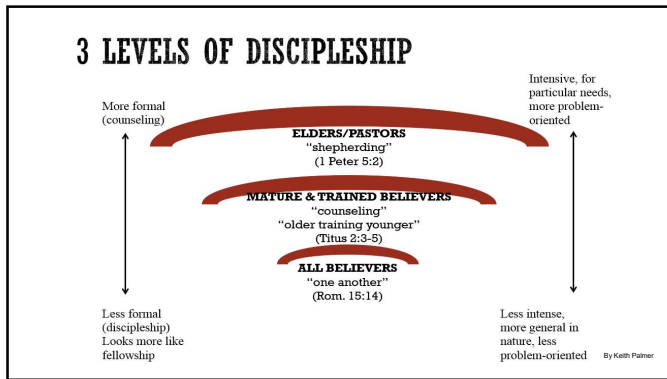 3 LEVELS OF DISCIPLESHIP
More formal
(counseling)
Intensive, for
particular needs,
more problem-
oriented
ELDERS/PASTORS
“shepherding”
(1 Peter 5:2)
MATURE & TRAINED BELIEVERS
“counseling”
“older training younger”
(Titus 2:3-5)
ALL BELIEVERS
“one another”
(Rom. 15:14)
Less formal
(discipleship)
Looks more like
fellowship
Less intense,
more general in
nature, less
problem-oriented
By Keith Palmer